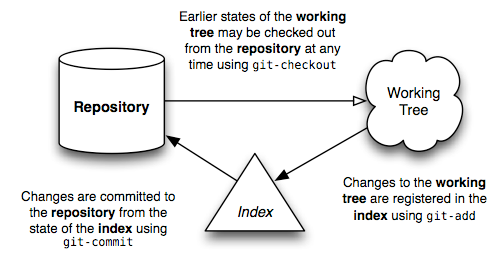 Earlier states of the working
tree may be checked out
from the repository at any
time using git-checkout
Repository
Working
Tree
Index
Changes are committed to
the repository from the
state of the index using
git-commit
Changes to the working
tree are registered in the
index using git-add